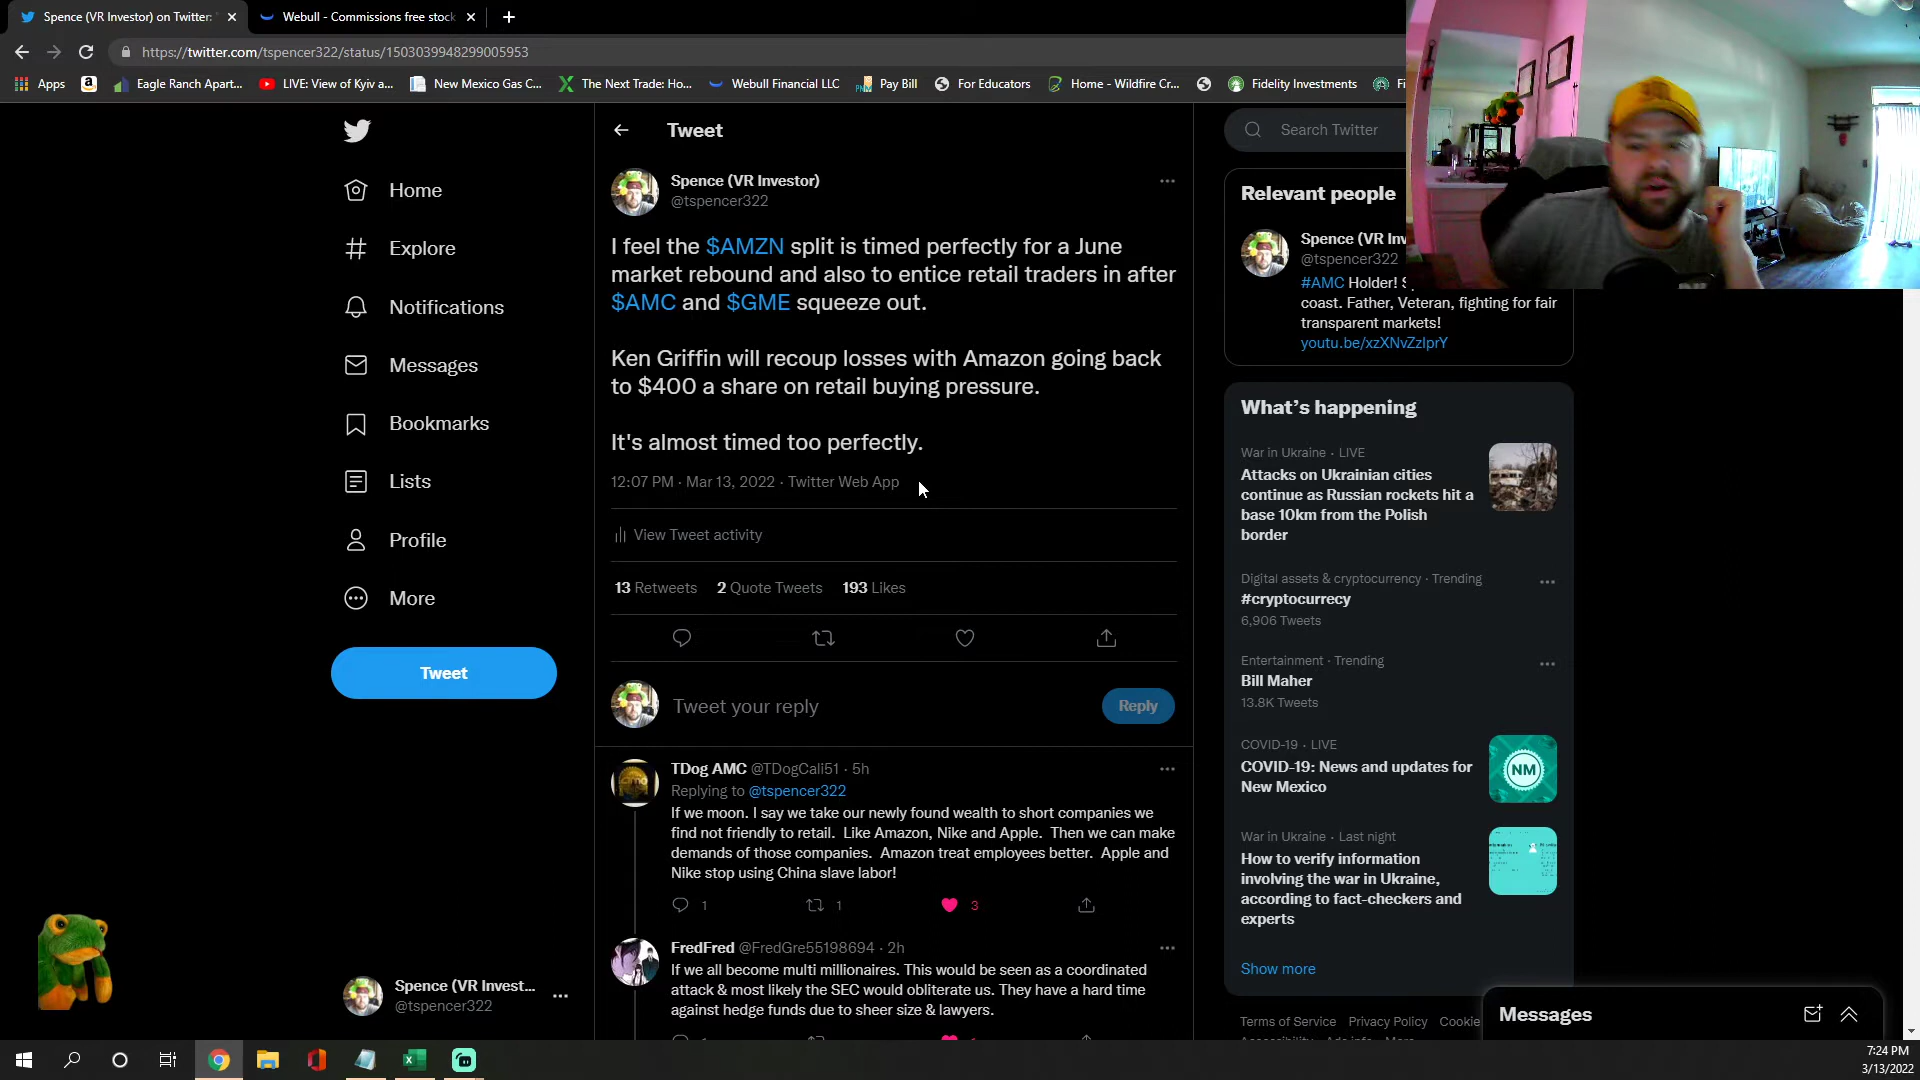 Spence (VR Investor) on Twitter:
Webull - Commissions free stock
https://twitter.com/tspencer322/status/1503039948299005953
Apps
Eagle Ranch Apart...
LIVE: View of Kyiv a...
New Mexico Gas C...
The Next Trade: Ho...
Webull Financial LLC
Pay Bill
For Educators
Home - Wildfire Cr...
Fidelity Investments
Home
Explore
Notifications
Messages
Bookmarks
Lists
Profile
More
Tweet
Spence (VR Invest...
@tspencer322
Tweet
Spence (VR Investor)
@tspencer322
I feel the $AMZN split is timed perfectly for a June
market rebound and also to entice retail traders in after
$AMC and $GME squeeze out.
Ken Griffin will recoup losses with Amazon going back
to $400 a share on retail buying pressure.
It's almost timed too perfectly.
12:07 PM · Mar 13, 2022 · Twitter Web App
View Tweet activity
13 Retweets 2 Quote Tweets 193 Likes
Tweet your reply
Reply
TDog AMC @TDogCali51 · 5h
Replying to @tspencer322
If we moon. I say we take our newly found wealth to short companies we
find not friendly to retail. Like Amazon, Nike and Apple. Then we can make
demands of those companies. Amazon treat employees better. Apple and
Nike stop using China slave labor!
1 1 3
FredFred @FredGre55198694 · 2h
If we all become multi millionaires. This would be seen as a coordinated
attack & most likely the SEC would obliterate us. They have a hard time
against hedge funds due to sheer size & lawyers.
Search Twitter
Relevant people
Spence (VR Inv
@tspencer322
#AMC Holder! S
coast. Father, Veteran, fighting for fair
transparent markets!
youtu.be/xzXNvZzIprY
What's happening
War in Ukraine · LIVE
Attacks on Ukrainian cities
continue as Russian rockets hit a
base 10km from the Polish
border
Digital assets & cryptocurrency · Trending
#cryptocurrecy
6,906 Tweets
Entertainment · Trending
Bill Maher
13.8K Tweets
COVID-19 · LIVE
COVID-19: News and updates for
New Mexico
NM
War in Ukraine · Last night
How to verify information
involving the war in Ukraine,
according to fact-checkers and
experts
Show more
Terms of Service Privacy Policy Cookie
Messages
7:24 PM
3/13/2022